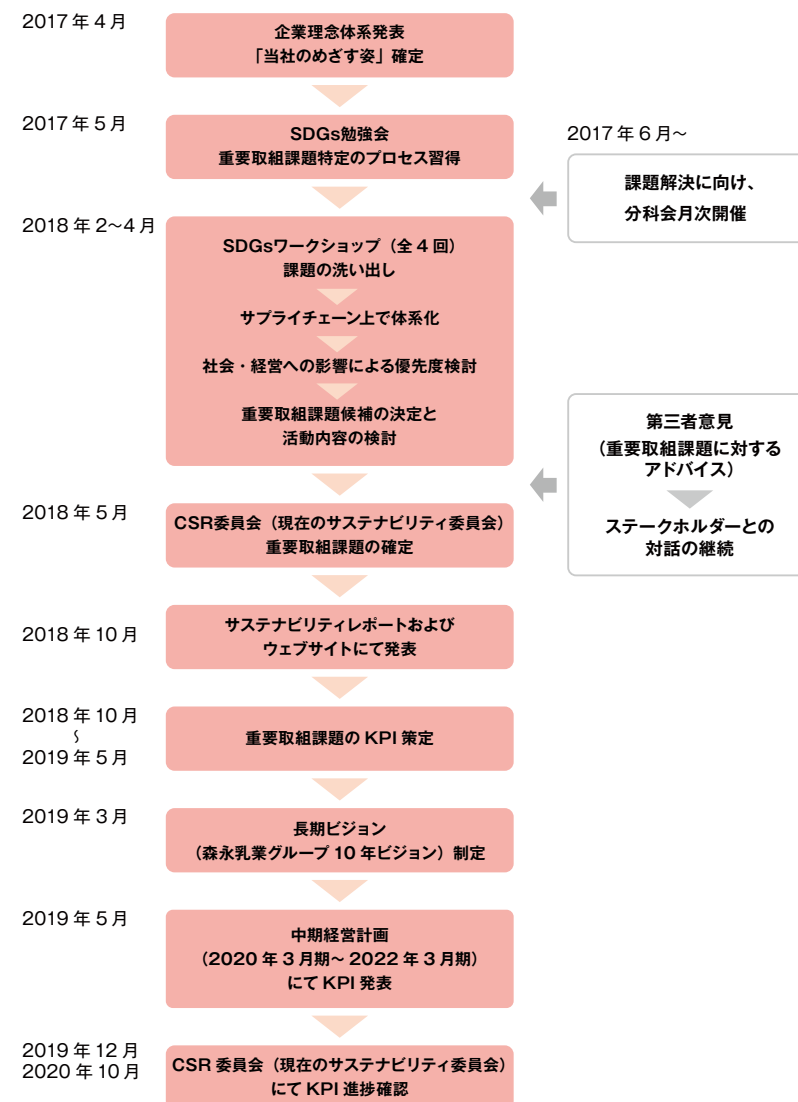 2017年4月
企業理念体系発表
「当社のめざす姿」確定
2017年5月
SDGs勉強会
重要取組課題特定のプロセス習得
2017年6月～
課題解決に向け、
分科会月次開催
2018年2～4月
SDGsワークショップ（全4回）
課題の洗い出し
サプライチェーン上で体系化
社会・経営への影響による優先度検討
重要取組課題候補の決定と
活動内容の検討
第三者意見
（重要取組課題に対する
アドバイス）
ステークホルダーとの
対話の継続
2018年5月
CSR委員会（現在のサステナビリティ委員会）
重要取組課題の確定
2018年10月
サステナビリティレポートおよび
ウェブサイトにて発表
2018年10月
～
2019年5月
重要取組課題のKPI策定
2019年3月
長期ビジョン
（森永乳業グループ10年ビジョン）制定
2019年5月
中期経営計画
（2020年3月期～2022年3月期）
にてKPI発表
2019年12月
2020年10月
CSR委員会（現在のサステナビリティ委員会）
にてKPI進捗確認